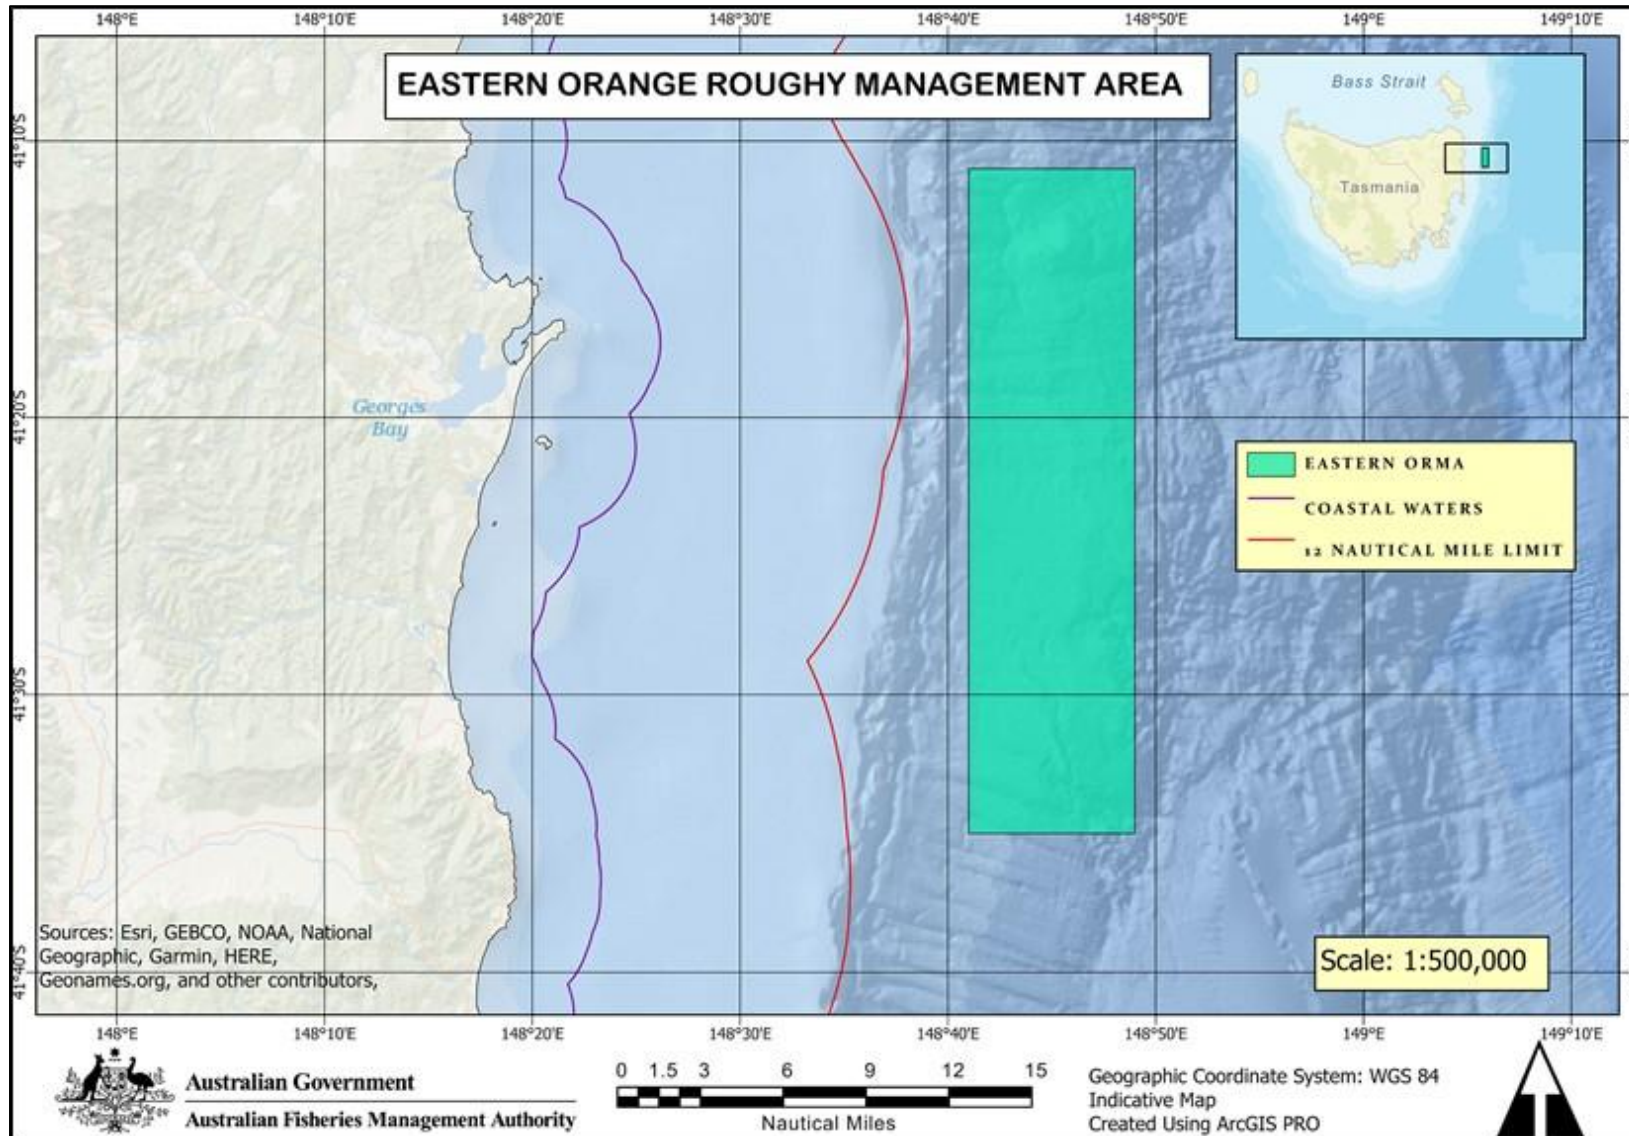 148°E 148°10'E 148°20'E 148°30'E 148°40'E 148°50'E 149°E 149°10'E
EASTERN ORANGE ROUGHY MANAGEMENT AREA
Bass Strait
Tasmania
41°10'S
41°20'S
41°30'S
41°40'S
Georges
Bay
EASTERN ORMA
COASTAL WATERS
12 NAUTICAL MILE LIMIT
Sources: Esri, GEBCO, NOAA, National
Geographic, Garmin, HERE,
Geonames.org, and other contributors,
Scale: 1:500,000
148°E 148°10'E 148°20'E 148°30'E 148°40'E 148°50'E 149°E 149°10'E
Australian Government
Australian Fisheries Management Authority
0 1.5 3 6 9 12 15
Nautical Miles
Geographic Coordinate System: WGS 84
Indicative Map
Created Using ArcGIS PRO